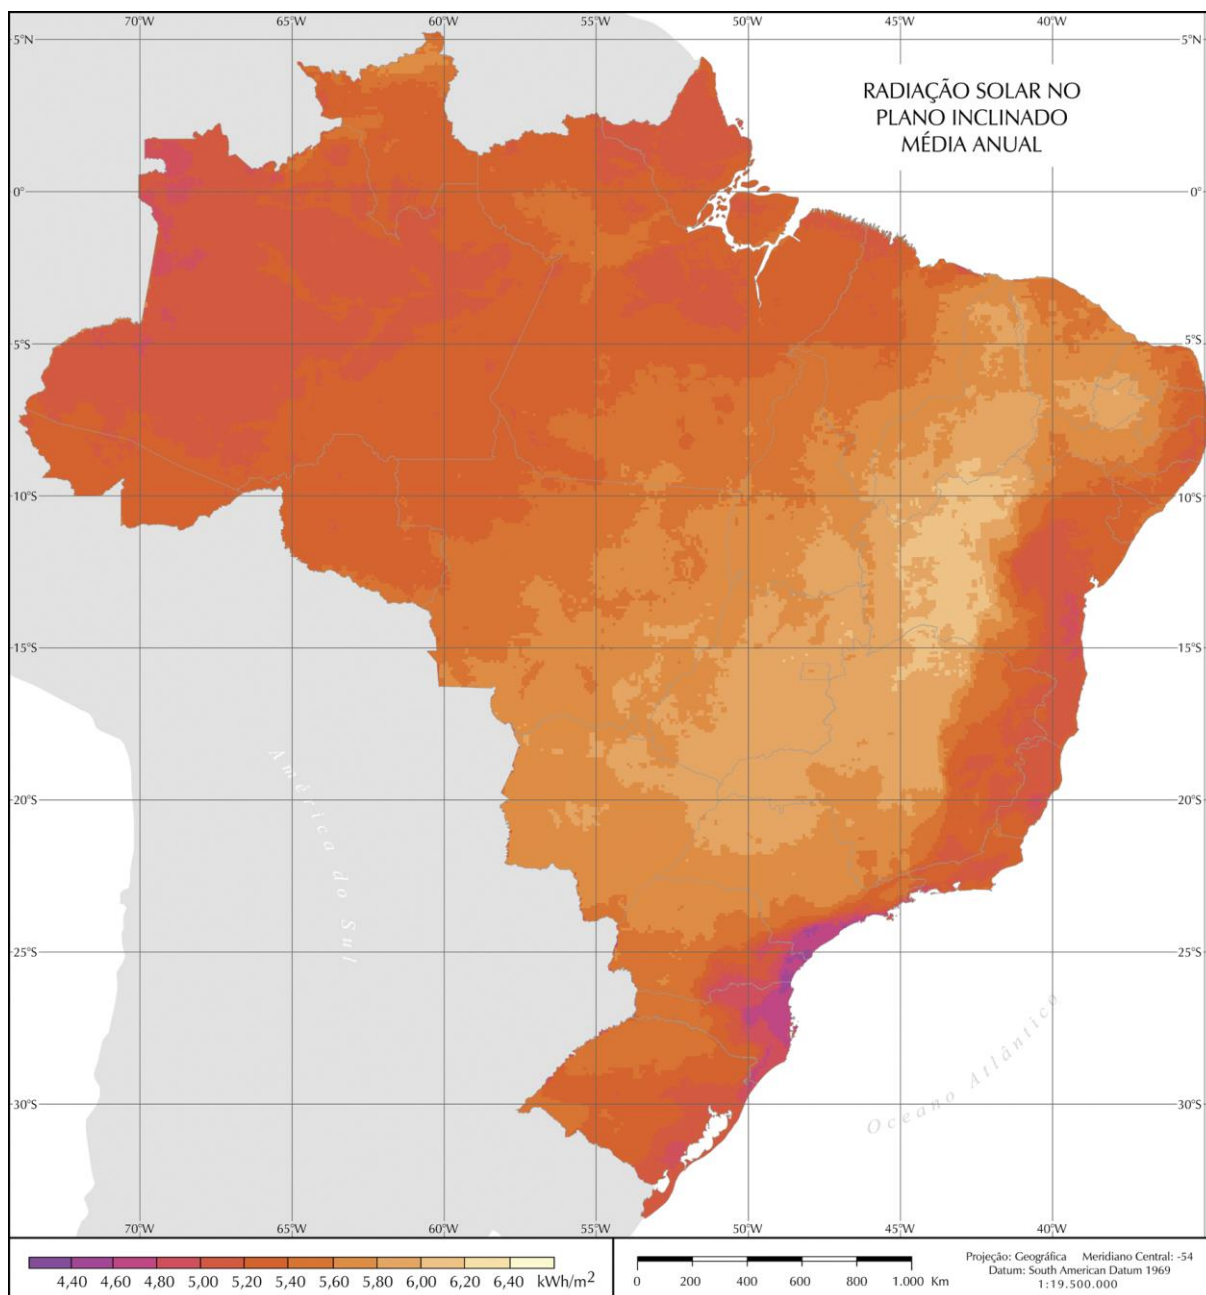 70°W 65°W 60°W 55°W 50°W 45°W 40°W
5°N 5°N
RADIAÇÃO SOLAR NO
PLANO INCLINADO
MÉDIA ANUAL
0° 0°
5°S 5°S
10°S 10°S
15°S 15°S
América do Sul
20°S 20°S
25°S 25°S
Oceano Atlântico
30°S 30°S
70°W 65°W 60°W 55°W 50°W 45°W 40°W
4,40 4,60 4,80 5,00 5,20 5,40 5,60 5,80 6,00 6,20 6,40 kWh/m²
0 200 400 600 800 1.000 Km
Projeção: Geográfica Meridiano Central: -54
Datum: South American Datum 1969
1:19.500.000